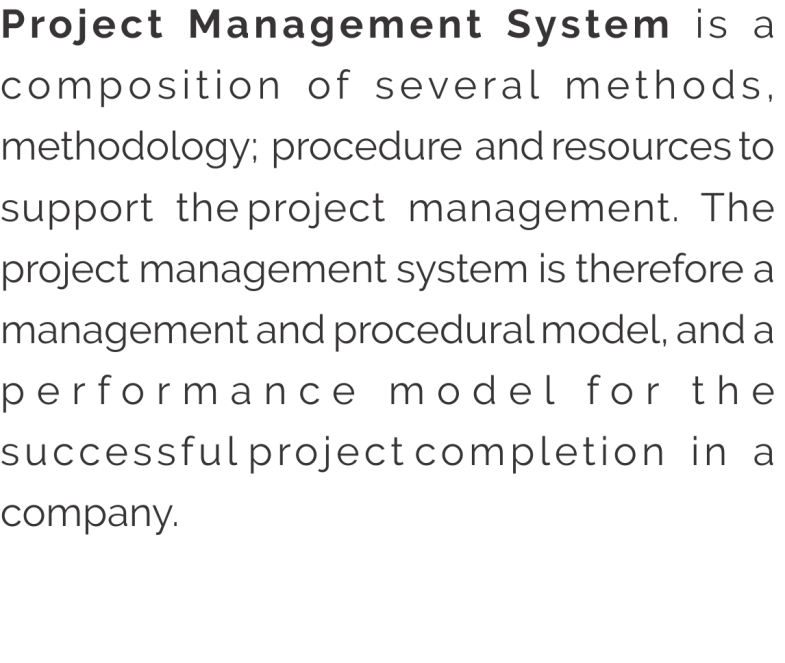 Project Management System is a
composition of several methods,
methodology; procedure and resources to
support the project management. The
project management system is therefore a
management and procedural model, and a
performance model for the
successful project completion in a
company.